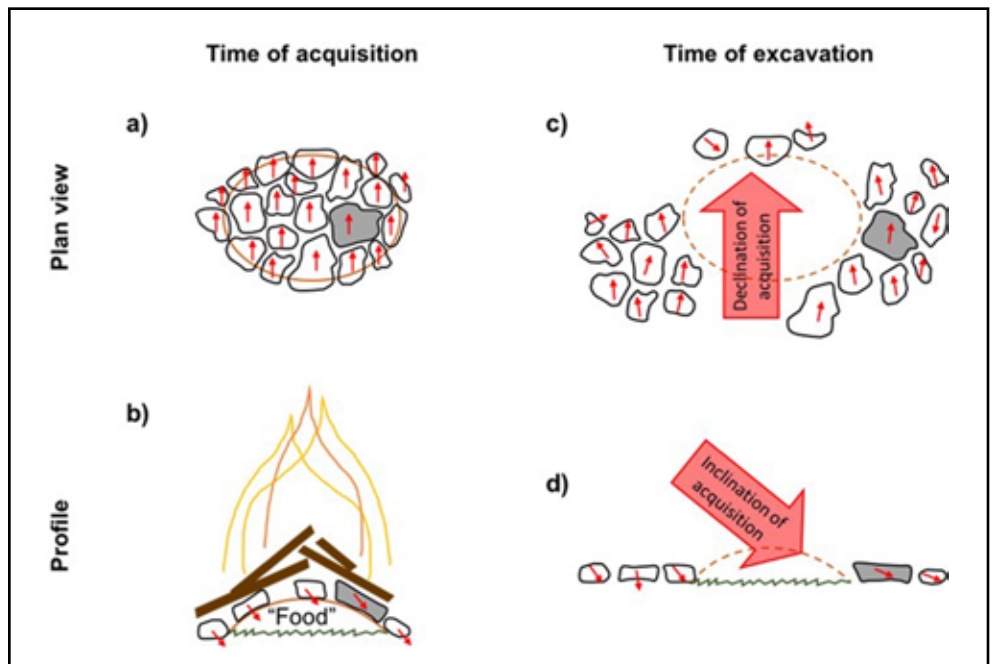 Time of acquisition
Time of excavation
Plan view
a)
c)
Declination of
acquisition
Profile
b)
"Food"
d)
Inclination of
acquisition